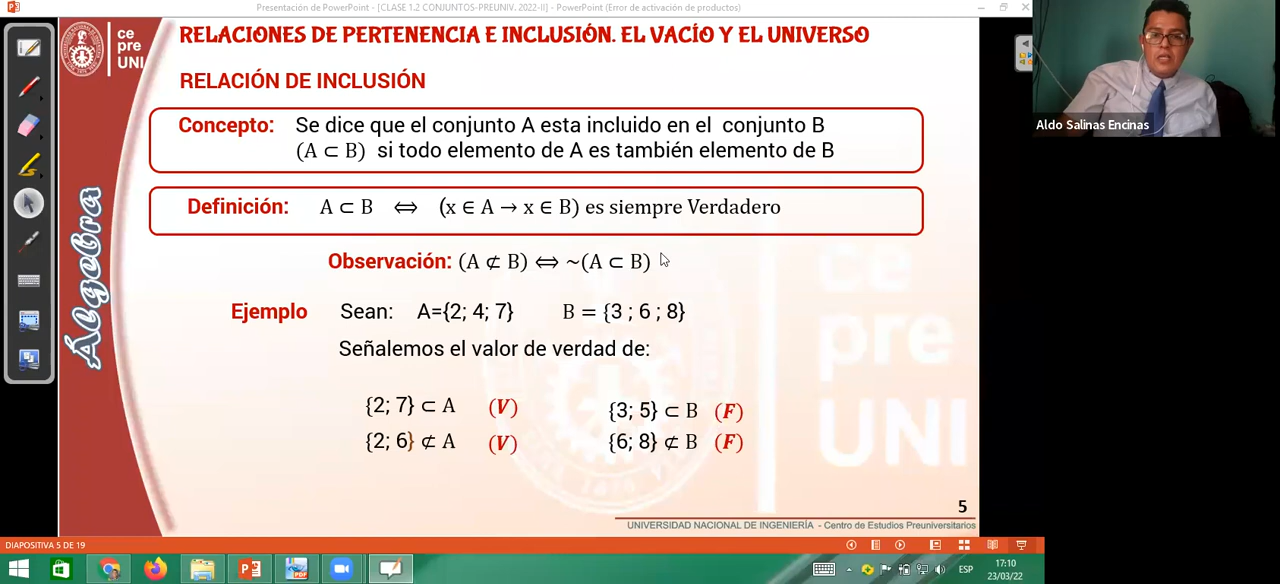 Presentación de PowerPoint - [CLASE 1.2 CONJUNTOS-PREUNIV. 2022-II] - PowerPoint (Error de activación de productos)
ce
pre
UNI
RELACIONES DE PERTENENCIA E INCLUSIÓN. EL VACÍO Y EL UNIVERSO
RELACIÓN DE INCLUSIÓN
Concepto: Se dice que el conjunto A esta incluido en el conjunto B
(A ⊂ B) si todo elemento de A es también elemento de B
Definición: A ⊂ B ⟺ (x ∈ A → x ∈ B) es siempre Verdadero
Observación: (A ⊄ B) ⟺ ~(A ⊂ B)
Ejemplo Sean: A={2; 4; 7} B = {3 ; 6 ; 8}
Señalemos el valor de verdad de:
{2; 7} ⊂ A (V) {3; 5} ⊂ B (F)
{2; 6} ⊄ A (V) {6; 8} ⊄ B (F)
Álgebra
ce
pre
UNI
5
UNIVERSIDAD NACIONAL DE INGENIERÍA - Centro de Estudios Preuniversitarios
Aldo Salinas Encinas
DIAPOSITIVA 5 DE 19
ESP
17:10
23/03/22